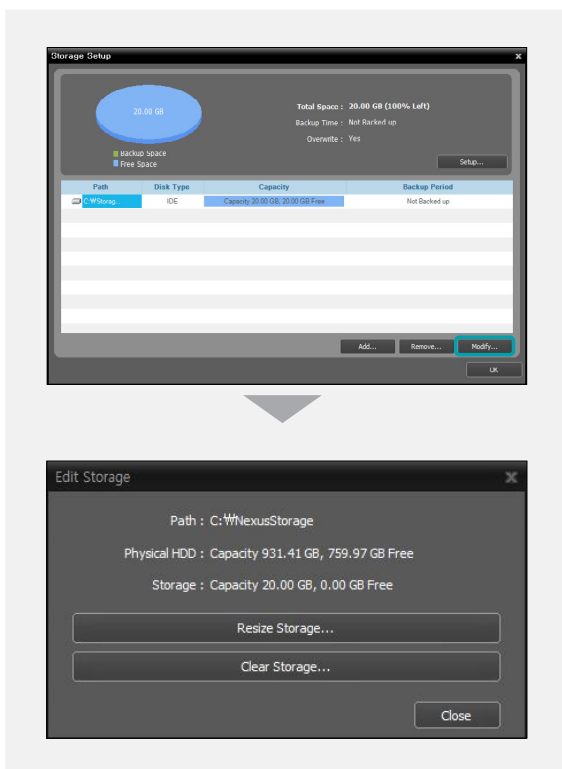 Storage Setup x
20.00 GB
Total Space : 20.00 GB (100% Left)
Backup Time : Not Backed up
Overwrite : Yes
Backup Space
Free Space
Setup...
Path Disk Type Capacity Backup Period
C:₩Storag... IDE Capacity 20.00 GB, 20.00 GB Free Not Backed up
Add... Remove... Modify...
OK
Edit Storage x
Path : C:₩NexusStorage
Physical HDD : Capacity 931.41 GB, 759.97 GB Free
Storage : Capacity 20.00 GB, 0.00 GB Free
Resize Storage...
Clear Storage...
Close